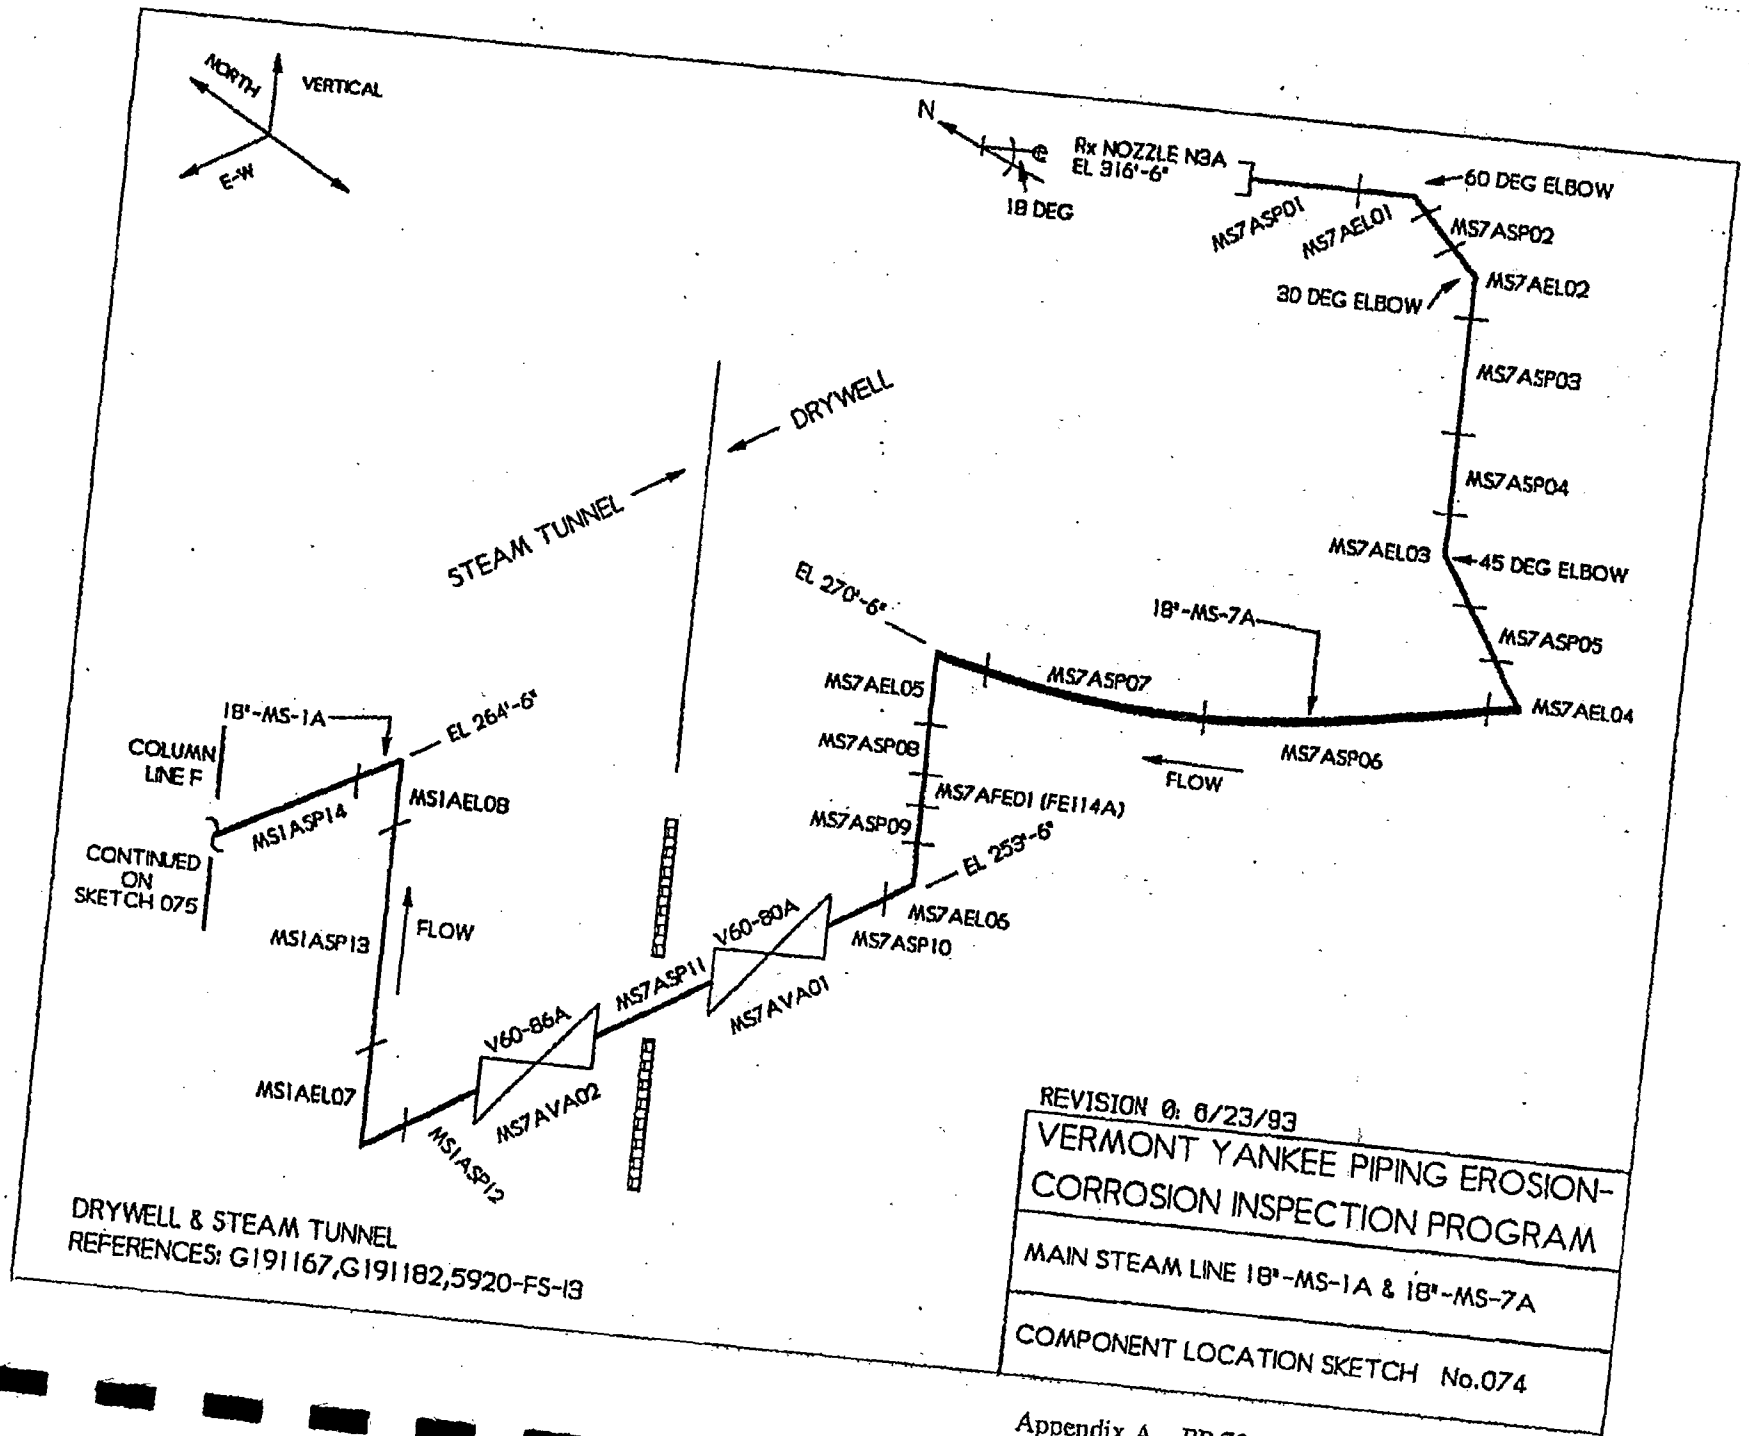 NORTH
VERTICAL
E-W
N
18 DEG
Rx NOZZLE N3A
EL 316'-6"
MS7ASP01
MS7AEL01
60 DEG ELBOW
MS7ASP02
MS7AEL02
30 DEG ELBOW
MS7ASP03
MS7ASP04
MS7AEL03
45 DEG ELBOW
MS7ASP05
MS7AEL04
DRYWELL
STEAM TUNNEL
EL 270'-6"
18"-MS-7A
MS7ASP07
MS7ASP06
FLOW
MS7AEL05
MS7ASP08
MS7AFE01 (FE114A)
MS7ASP09
EL 253'-6"
MS7AEL06
MS7ASP10
V60-80A
MS7AVA01
MS7ASP11
V60-86A
MS7AVA02
18"-MS-1A
EL 264'-6"
COLUMN
LINE F
MS1ASP14
MS1AEL08
CONTINUED
ON
SKETCH 075
MS1ASP13
FLOW
MS1AEL07
MS1ASP12
DRYWELL & STEAM TUNNEL
REFERENCES: G191167,G191182,5920-FS-13
REVISION 0: 6/23/93
VERMONT YANKEE PIPING EROSION-
CORROSION INSPECTION PROGRAM
MAIN STEAM LINE 18"-MS-1A & 18"-MS-7A
COMPONENT LOCATION SKETCH No.074
Appendix A